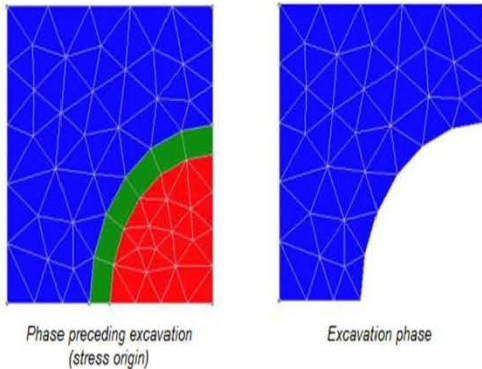 Phase preceding excavation
(stress origin)
Excavation phase